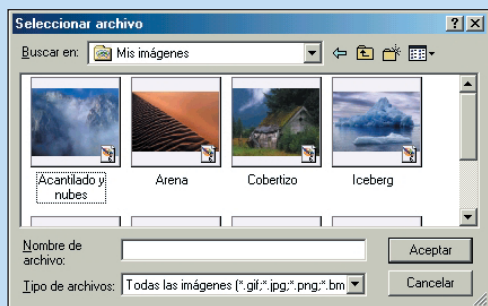 Seleccionar archivo
Buscar en: Mis imágenes
Acantilado y
nubes
Arena
Cobertizo
Iceberg
Nombre de
archivo:
Aceptar
Tipo de archivos: Todas las imágenes (*.gif;*.jpg;*.png;*.bm
Cancelar